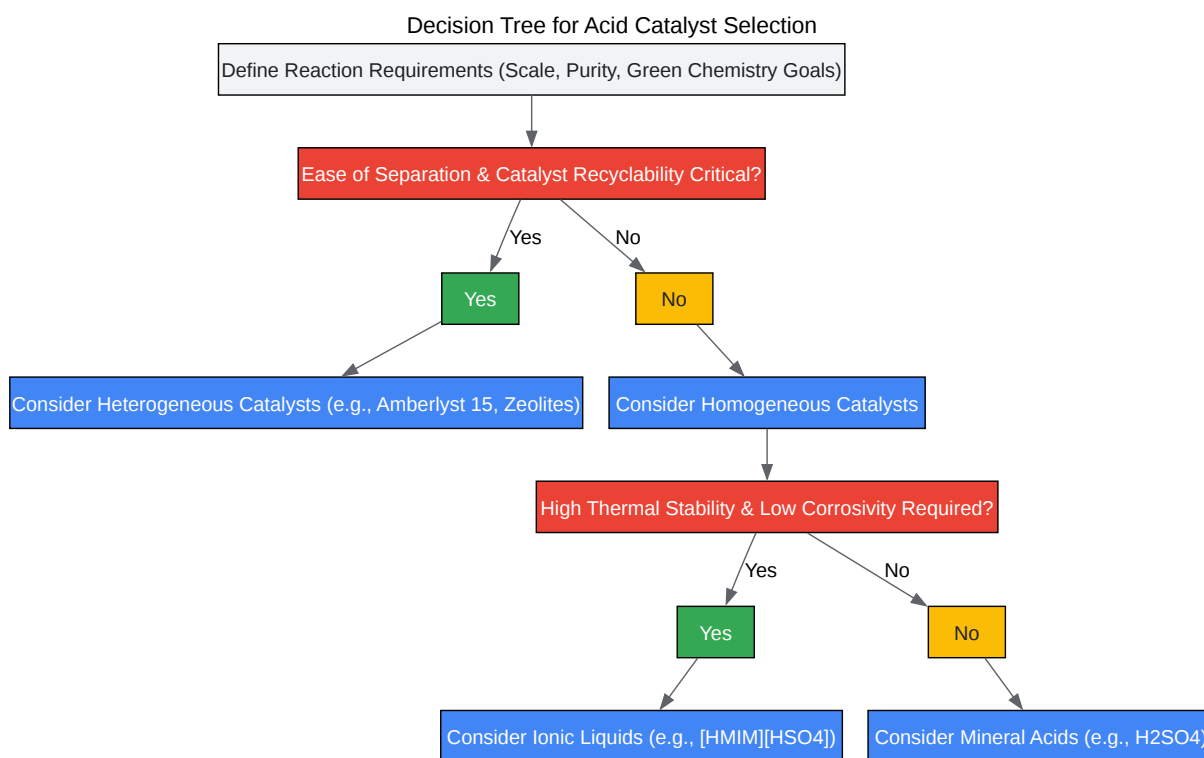 Decision Tree for Acid Catalyst Selection
Define Reaction Requirements (Scale, Purity, Green Chemistry Goals)
Ease of Separation & Catalyst Recyclability Critical?
Yes
No
Yes
No
Consider Heterogeneous Catalysts (e.g., Amberlyst 15, Zeolites)
Consider Homogeneous Catalysts
High Thermal Stability & Low Corrosivity Required?
Yes
No
Yes
No
Consider Ionic Liquids (e.g., [HMIM][HSO4])
Consider Mineral Acids (e.g., H2SO4)